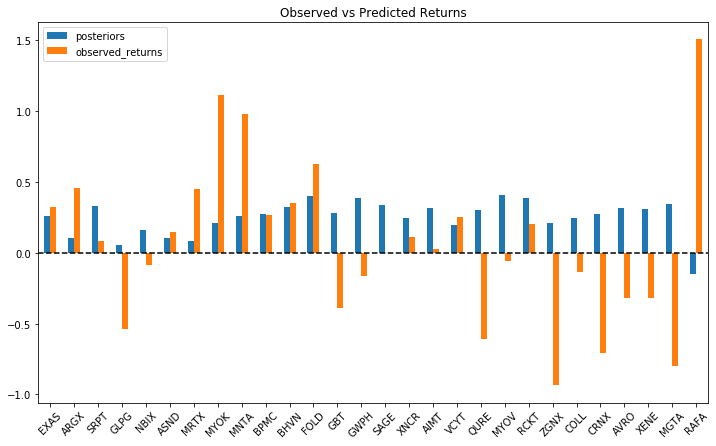 Observed vs Predicted Returns
posteriors
observed_returns
1.5
1.0
0.5
0.0
−0.5
−1.0
EXAS ARGX SRPT GLPG NBIX ASND MRTX MYOK MNTA BPMC BHVN FOLD GBT GWPH SAGE XNCR AIMT VCYT QURE MYOV RCKT ZGNX COLL CRNX AVRO XENE MGTA RAFA